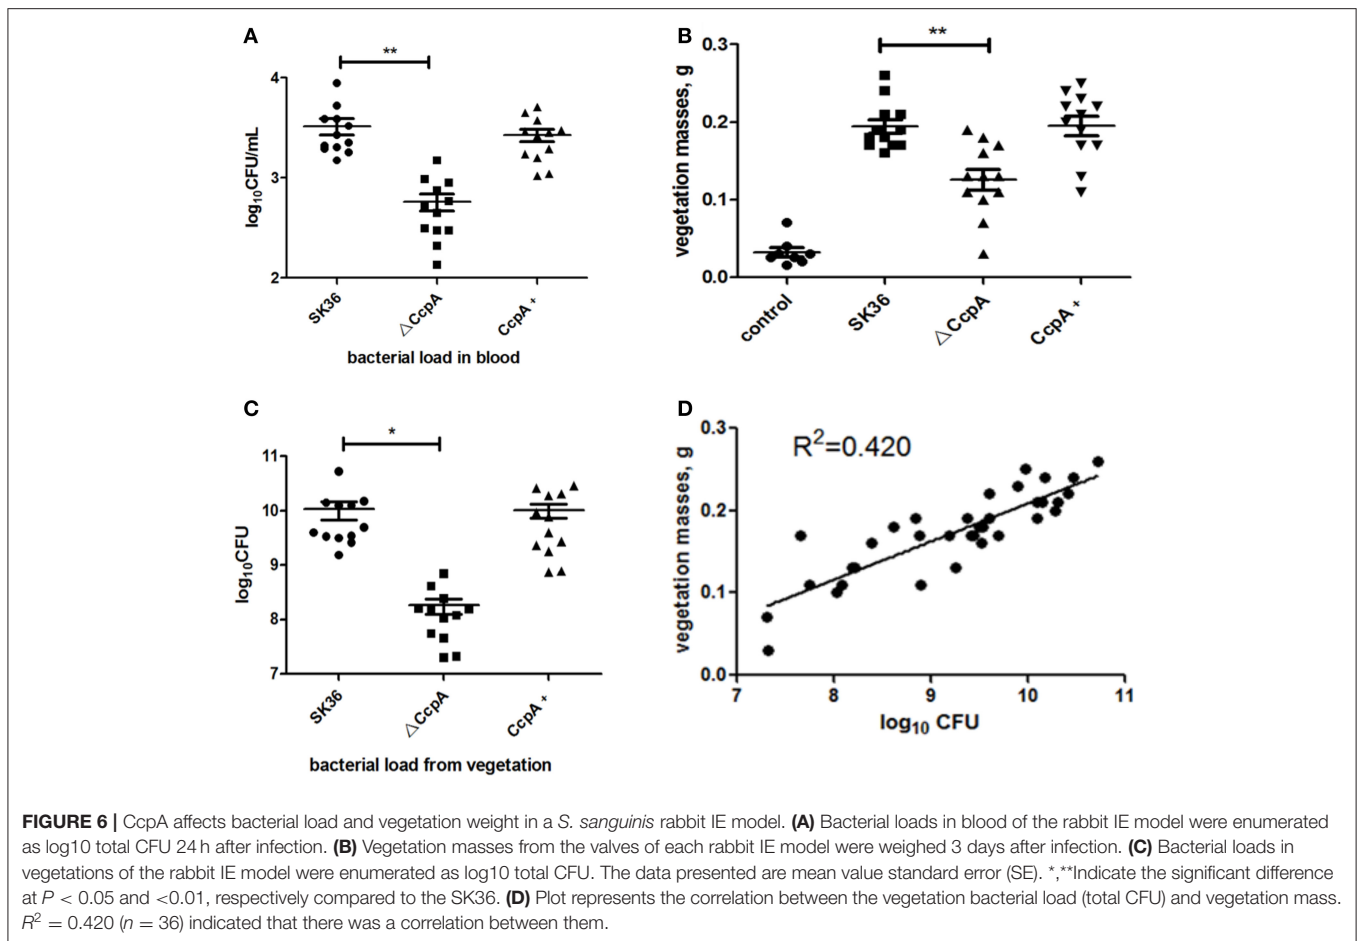 A
**
4
3
2
log10CFU/mL
SK36
△CcpA
CcpA +
bacterial load in blood
B
**
0.3
0.2
0.1
0.0
vegetation masses, g
control
SK36
△CcpA
CcpA +
C
*
11
10
9
8
7
log10CFU
SK36
△CcpA
CcpA +
bacterial load from vegetation
D
R2=0.420
0.3
0.2
0.1
0.0
vegetation masses, g
7 8 9 10 11
log10 CFU
FIGURE 6 | CcpA affects bacterial load and vegetation weight in a S. sanguinis rabbit IE model. (A) Bacterial loads in blood of the rabbit IE model were enumerated
as log10 total CFU 24 h after infection. (B) Vegetation masses from the valves of each rabbit IE model were weighed 3 days after infection. (C) Bacterial loads in
vegetations of the rabbit IE model were enumerated as log10 total CFU. The data presented are mean value standard error (SE). *,**Indicate the significant difference
at P < 0.05 and <0.01, respectively compared to the SK36. (D) Plot represents the correlation between the vegetation bacterial load (total CFU) and vegetation mass.
R2 = 0.420 (n = 36) indicated that there was a correlation between them.